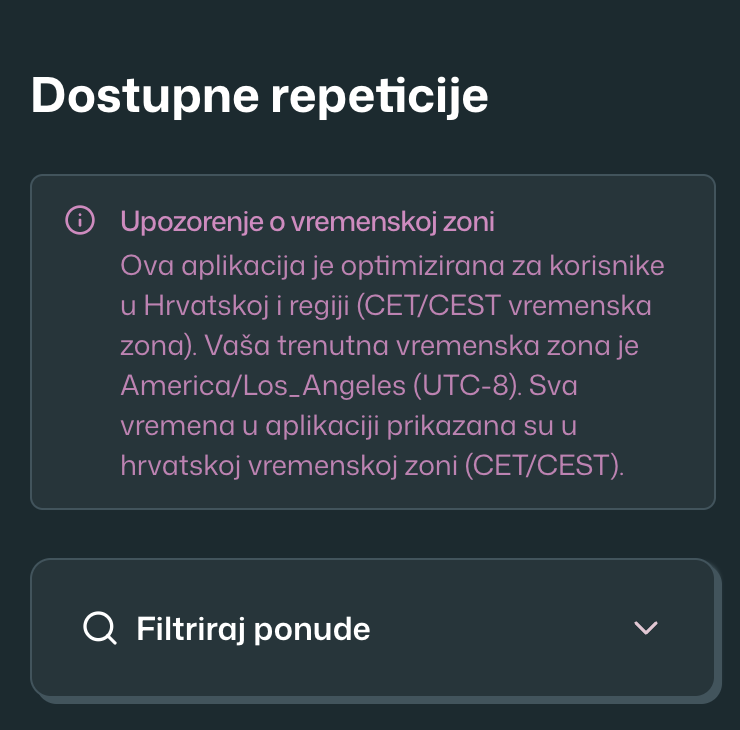 Dostupne repeticije
Upozorenje o vremenskoj zoni
Ova aplikacija je optimizirana za korisnike
u Hrvatskoj i regiji (CET/CEST vremenska
zona). Vaša trenutna vremenska zona je
America/Los_Angeles (UTC-8). Sva
vremena u aplikaciji prikazana su u
hrvatskoj vremenskoj zoni (CET/CEST).
Filtriraj ponude